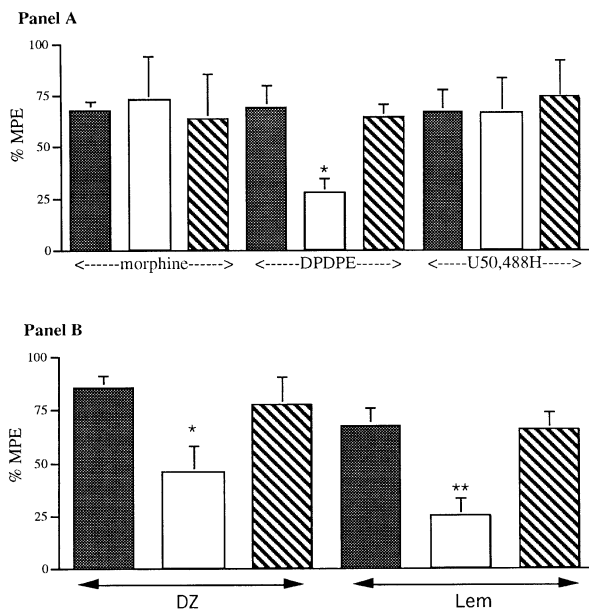 Panel A
% MPE
100
75
50
25
0
*
<------morphine------> <------DPDPE------> <------U50,488H----->
Panel B
% MPE
100
75
50
25
0
*
**
DZ Lem